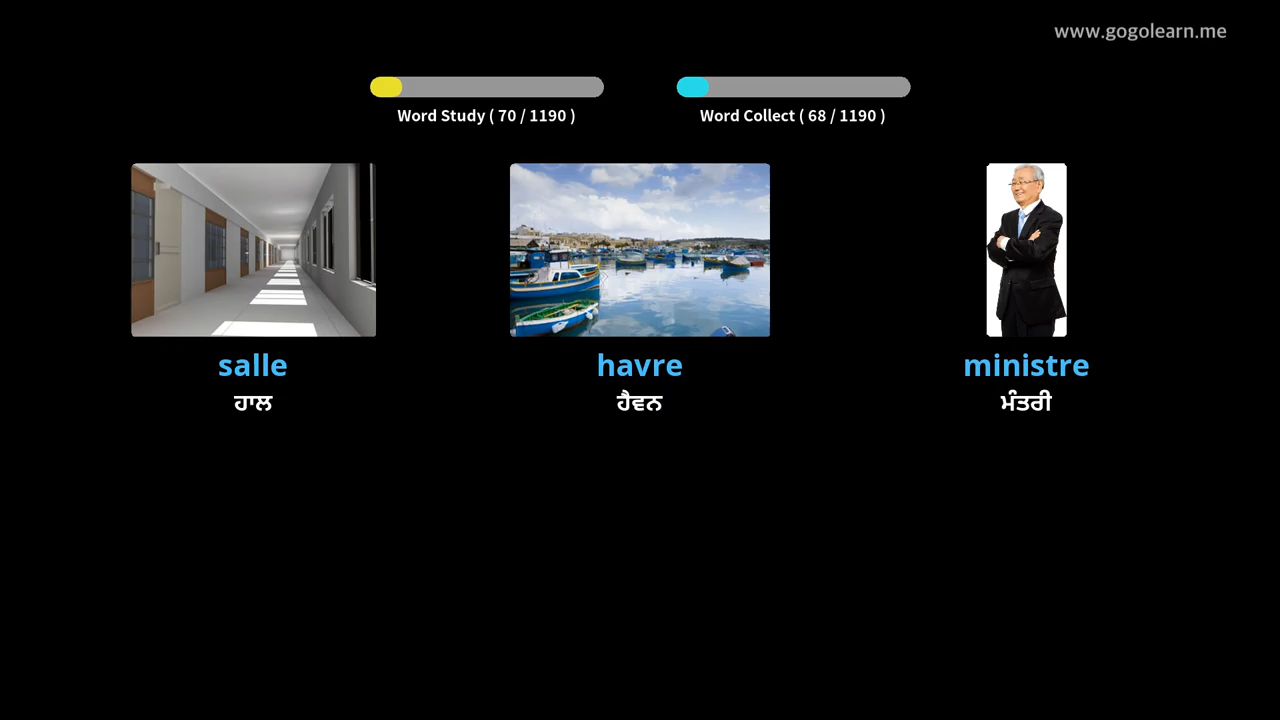 www.gogolearn.me
Word Study ( 70 / 1190 )
Word Collect ( 68 / 1190 )
salle
havre
ministre
ਹਾਲ
ਹੈਵਨ
ਮੰਤਰੀ